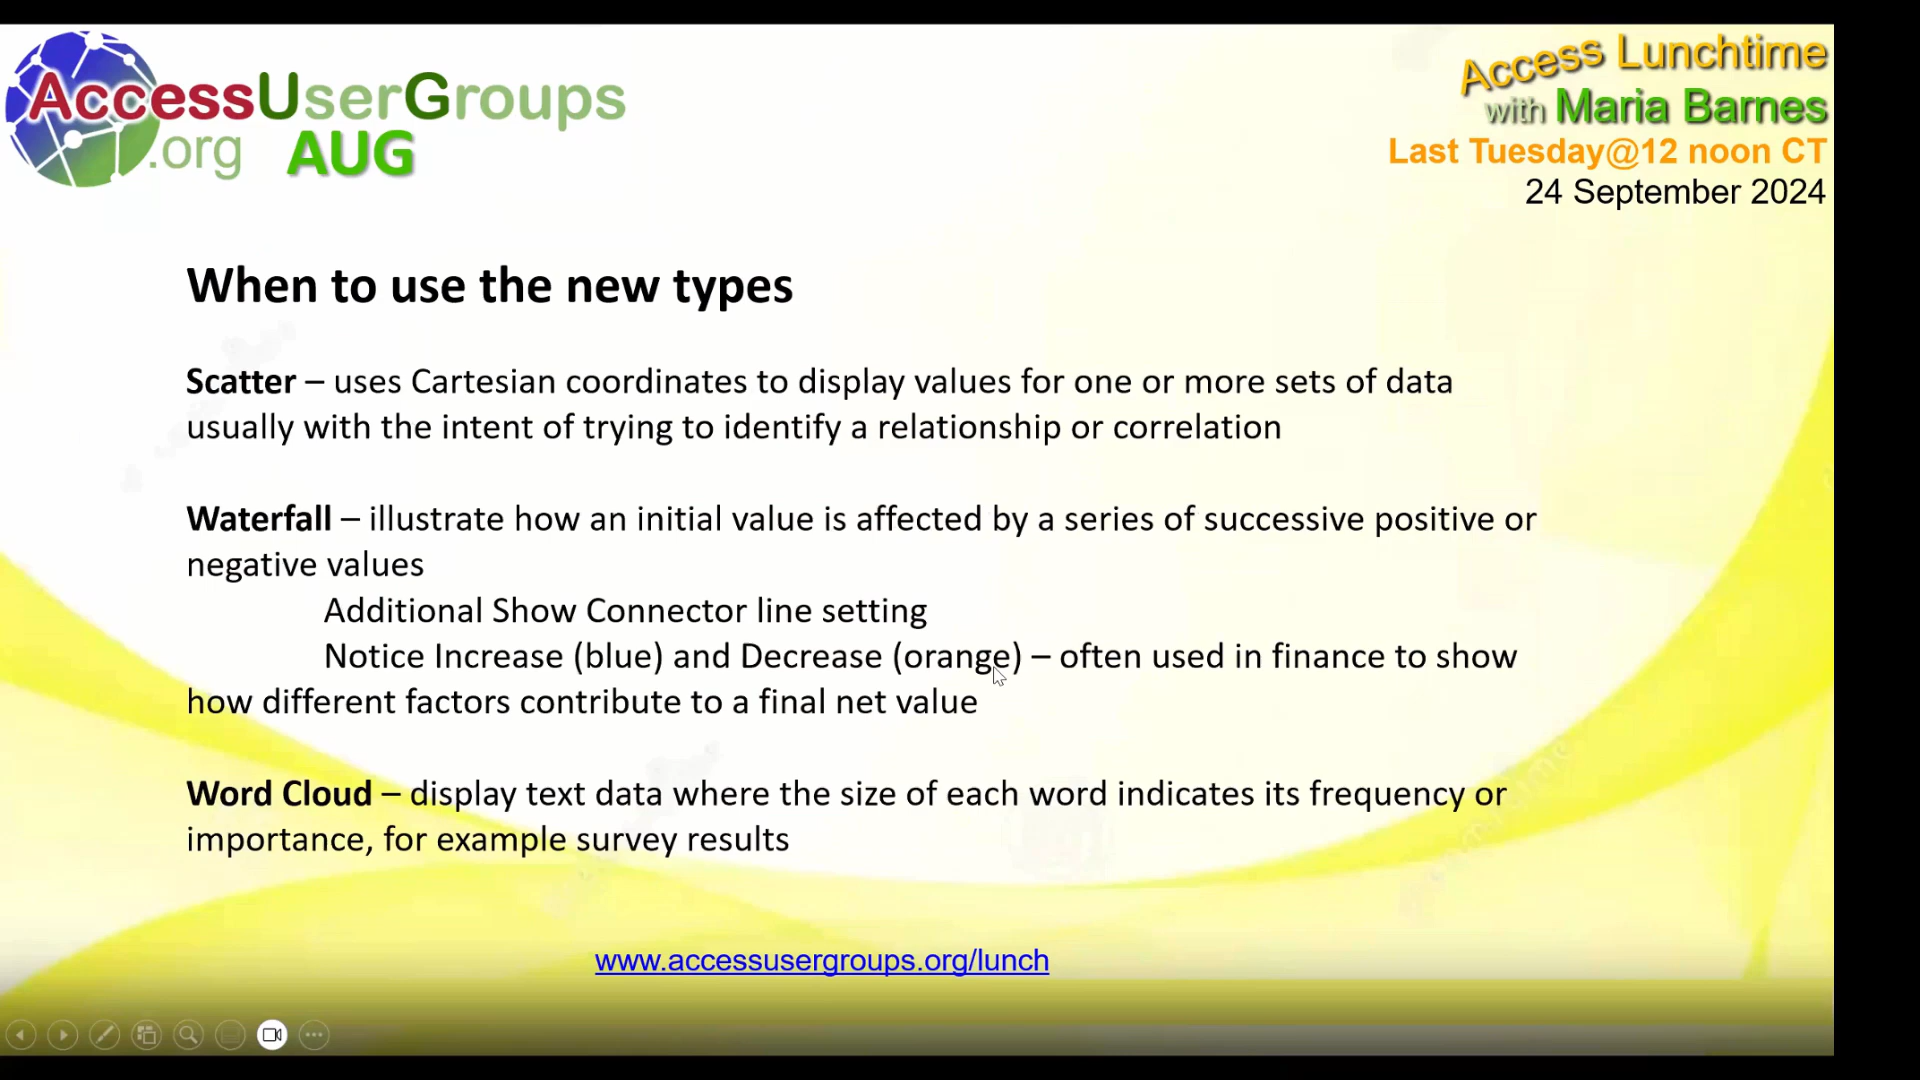 AccessUserGroups
.org AUG
Access Lunchtime
with Maria Barnes
Last Tuesday@12 noon CT
24 September 2024
When to use the new types
Scatter – uses Cartesian coordinates to display values for one or more sets of data
usually with the intent of trying to identify a relationship or correlation
Waterfall – illustrate how an initial value is affected by a series of successive positive or
negative values
Additional Show Connector line setting
Notice Increase (blue) and Decrease (orange) – often used in finance to show
how different factors contribute to a final net value
Word Cloud – display text data where the size of each word indicates its frequency or
importance, for example survey results
www.accessusergroups.org/lunch